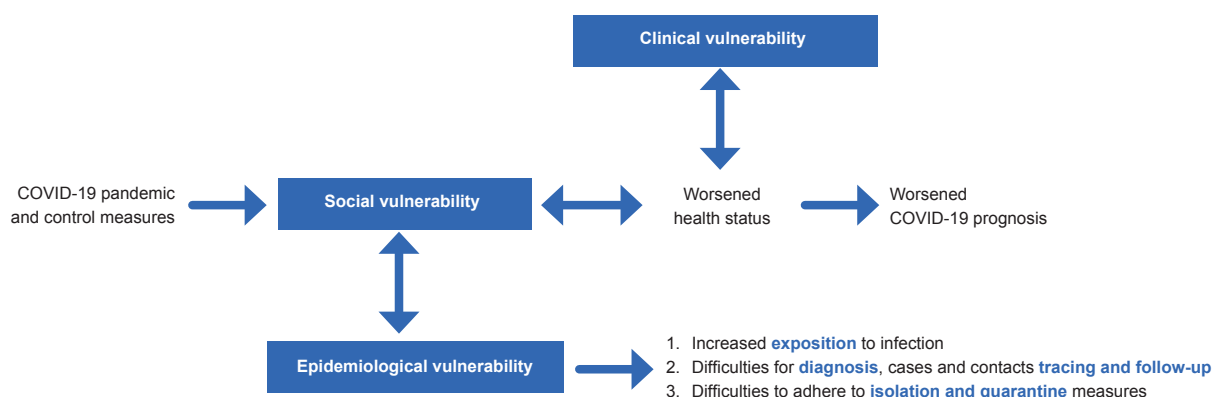 Clinical vulnerability
COVID-19 pandemic
and control measures
Social vulnerability
Worsened
health status
Worsened
COVID-19 prognosis
Epidemiological vulnerability
1. Increased exposition to infection
2. Difficulties for diagnosis, cases and contacts tracing and follow-up
3. Difficulties to adhere to isolation and quarantine measures